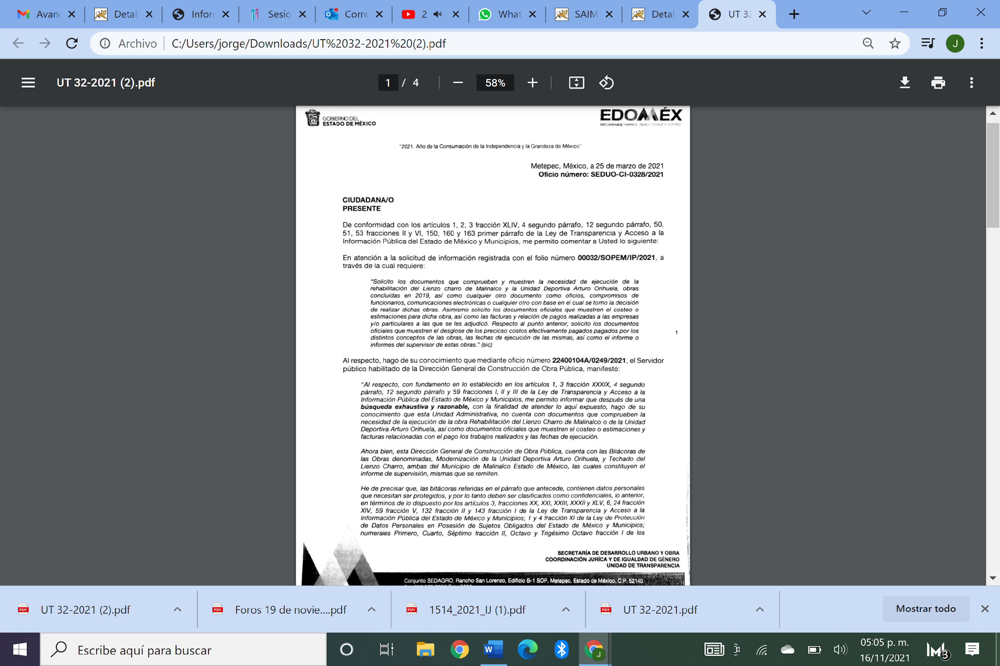 Avanc
Detall
Inforr
Sesio
Corre
2
What
SAIM
Detal
UT 32
Archivo
C:/Users/jorge/Downloads/UT%2032-2021%20(2).pdf
J
UT 32-2021 (2).pdf
1 / 4
58%
GOBIERNO DEL
ESTADO DE MÉXICO
EDOMÉX
DECISIONES FIRMES, RESULTADOS FUERTES
"2021. Año de la Consumación de la Independencia y la Grandeza de México"
Metepec, México, a 25 de marzo de 2021
Oficio número: SEDUO-CI-0328/2021
CIUDADANA/O
PRESENTE
De conformidad con los artículos 1, 2, 3 fracción XLIV, 4 segundo párrafo, 12 segundo párrafo, 50,
51, 53 fracciones II y VI, 150, 160 y 163 primer párrafo de la Ley de Transparencia y Acceso a la
Información Pública del Estado de México y Municipios, me permito comentar a Usted lo siguiente:
En atención a la solicitud de información registrada con el folio número 00032/SOPEM/IP/2021, a
través de la cual requiere:
"Solicito los documentos que comprueben y muestren la necesidad de ejecución de la
rehabilitación del Lienzo charro de Malinalco y la Unidad Deportiva Arturo Orihuela, obras
concluidas en 2019, así como cualquier otro documento como oficios, compromisos de
funcionarios, comunicaciones electrónicas o cualquier otro con base en el cual se tomo la decisión
de realizar dichas obras. Asimismo solicito los documentos oficiales que muestren el costeo o
estimaciones para dicha obra, así como las facturas y relación de pagos realizadas a las empresas
y/o particulares a las que se les adjudicó. Respecto al punto anterior, solicito los documentos
oficiales que muestren el desglose de los precioso costos efectivamente pagados pagados por los
distintos conceptos de las obras, las fechas de ejecución de las mismas, así como el informe o
informes del supervisor de estas obras." (sic)
1
Al respecto, hago de su conocimiento que mediante oficio número 22400104A/0249/2021, el Servidor
público habilitado de la Dirección General de Construcción de Obra Pública, manifestó:
"Al respecto, con fundamento en lo establecido en los artículos 1, 3 fracción XXXIX, 4 segundo
párrafo, 12 segundo párrafo y 59 fracciones I, II y III de la Ley de Transparencia y Acceso a la
Información Pública del Estado de México y Municipios, me permito informar que después de una
búsqueda exhaustiva y razonable, con la finalidad de atender lo aquí expuesto, hago de su
conocimiento que esta Unidad Administrativa, no cuenta con documentos que comprueben la
necesidad de la ejecución de la obra Rehabilitación del Lienzo Charro de Malinalco o de la Unidad
Deportiva Arturo Orihuela, así como documentos oficiales que muestren el costeo o estimaciones y
facturas relacionadas con el pago los trabajos realizados y las fechas de ejecución.
Ahora bien, esta Dirección General de Construcción de Obra Pública, cuenta con las Bitácoras de
las Obras denominadas, Modernización de la Unidad Deportiva Arturo Orihuela, y Techado del
Lienzo Charro, ambas del Municipio de Malinalco Estado de México, las cuales constituyen el
informe de supervisión, mismas que se remiten.
He de precisar que, las bitácoras referidas en el párrafo que antecede, contienen datos personales
que necesitan ser protegidos, y por lo tanto deben ser clasificados como confidenciales, lo anterior,
en términos de lo dispuesto por los artículos 3, fracciones XX, XXI, XXIII, XXXII y XLV, 6, 24 fracción
XIV, 59 fracción V, 132 fracción II y 143 fracción I de la Ley de Transparencia y Acceso a la
Información Pública del Estado de México y Municipios; 1 y 4 fracción XI de la Ley de Protección
de Datos Personales en Posesión de Sujetos Obligados del Estado de México y Municipios;
numerales Primero, Cuarto, Séptimo fracción II, Octavo y Trigésimo Octavo fracción I de los
SECRETARÍA DE DESARROLLO URBANO Y OBRA
COORDINACIÓN JURÍCA Y DE IGUALDAD DE GÉNERO
UNIDAD DE TRANSPARENCIA
Conjunto SEDAGRO, Rancho San Lorenzo, Edificio B-1 SOP, Metepec, Estado de México, C.P. 52140
UT 32-2021 (2).pdf
Foros 19 de novie....pdf
1514_2021_IJ (1).pdf
UT 32-2021.pdf
Mostrar todo
Escribe aquí para buscar
05:05 p. m.
16/11/2021
3